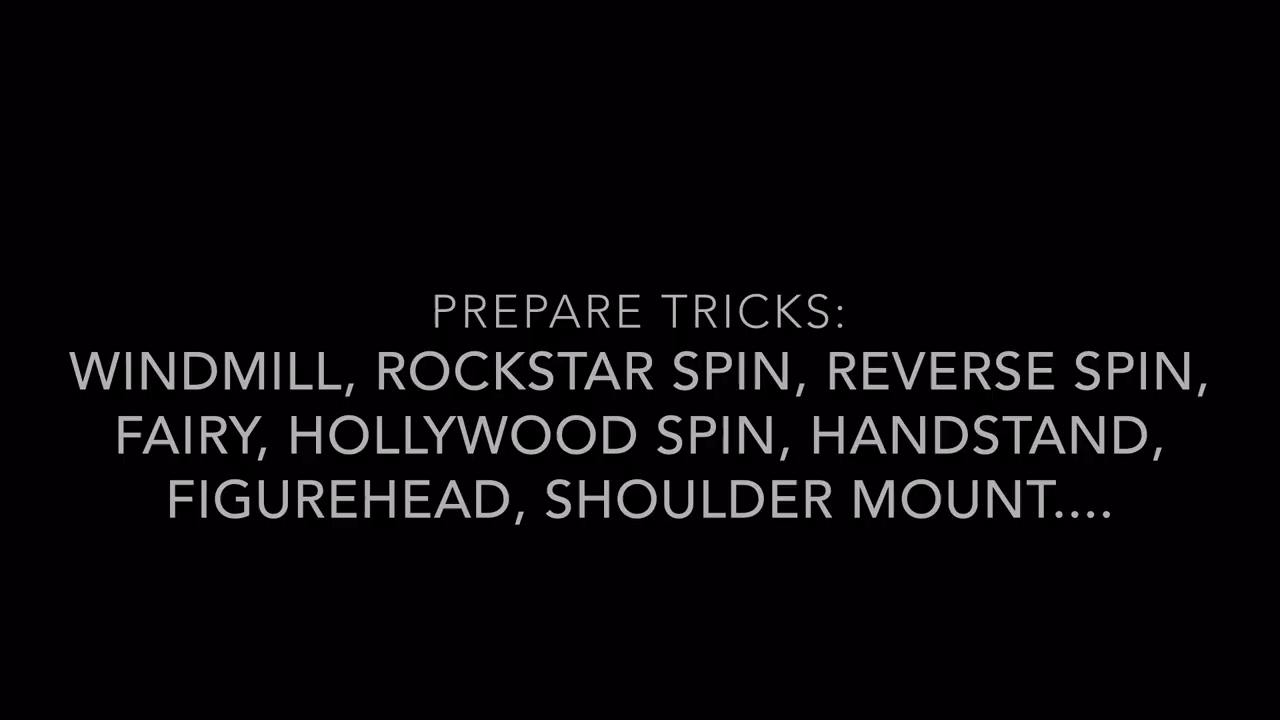 PREPARE TRICKS:
WINDMILL, ROCKSTAR SPIN, REVERSE SPIN,
FAIRY, HOLLYWOOD SPIN, HANDSTAND,
FIGUREHEAD, SHOULDER MOUNT....